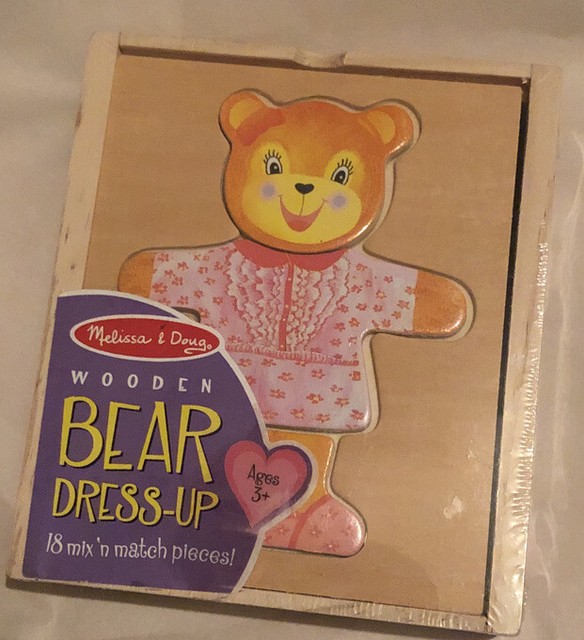 Melissa & Doug®
WOODEN
BEAR
DRESS-UP
Ages
3+
18 mix 'n match pieces!